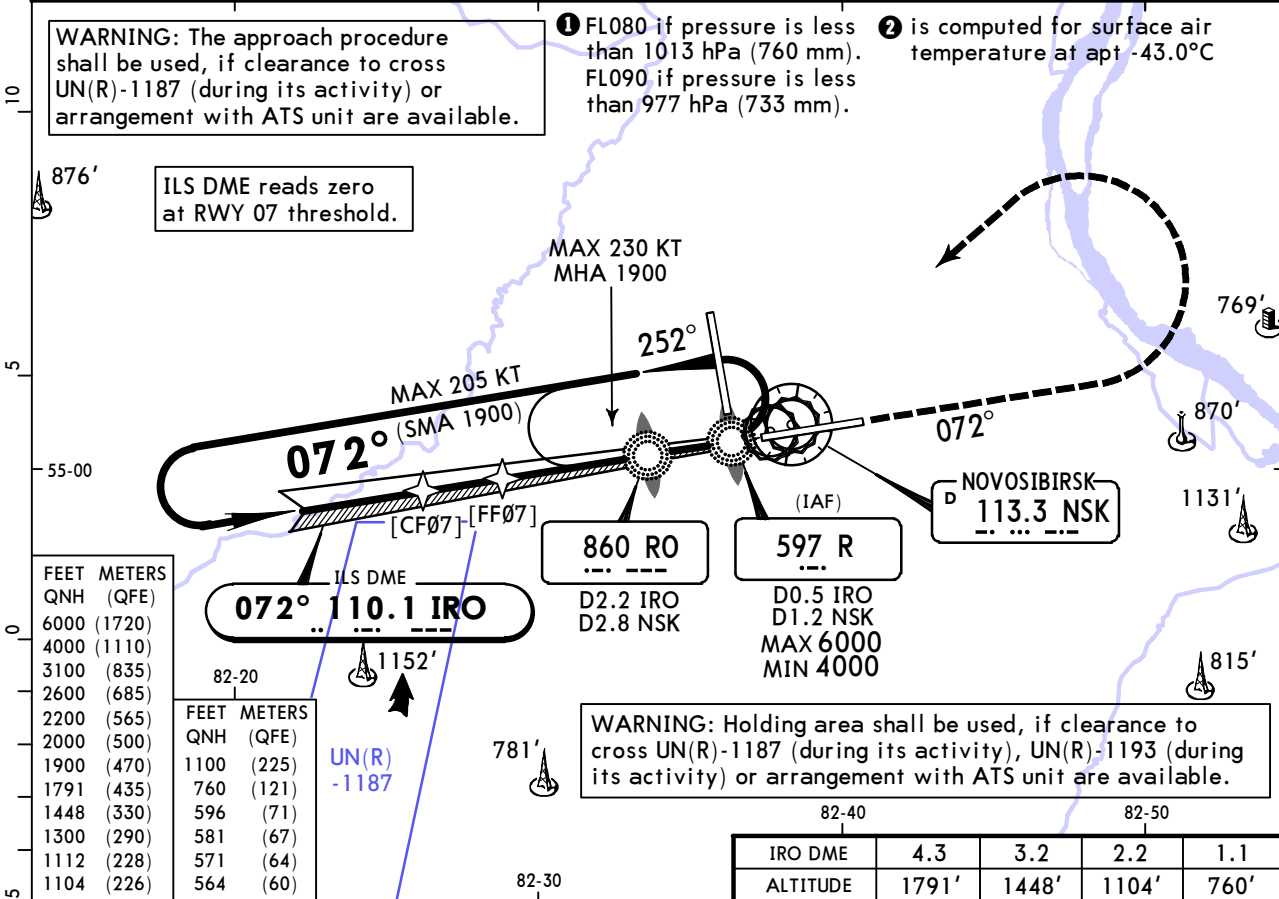 WARNING: The approach procedure
shall be used, if clearance to cross
UN(R)-1187 (during its activity) or
arrangement with ATS unit are available.
1 FL080 if pressure is less
than 1013 hPa (760 mm).
FL090 if pressure is less
than 977 hPa (733 mm).
2 is computed for surface air
temperature at apt -43.0°C
10
876'
ILS DME reads zero
at RWY 07 threshold.
MAX 230 KT
MHA 1900
769'
252°
5
MAX 205 KT
(SMA 1900)
072°
870'
072°
55-00
[CFØ7]
[FFØ7]
NOVOSIBIRSK
D 113.3 NSK
1131'
860 RO
D2.2 IRO
D2.8 NSK
(IAF)
597 R
D0.5 IRO
D1.2 NSK
MAX 6000
MIN 4000
ILS DME
072° 110.1 IRO
0
1152'
82-20
815'
FEET METERS
QNH (QFE)
6000 (1720)
4000 (1110)
3100 (835)
2600 (685)
2200 (565)
2000 (500)
1900 (470)
1791 (435)
1448 (330)
1300 (290)
1112 (228)
1104 (226)
FEET METERS
QNH (QFE)
1100 (225)
760 (121)
596 (71)
581 (67)
571 (64)
564 (60)
UN(R)
-1187
781'
WARNING: Holding area shall be used, if clearance to
cross UN(R)-1187 (during its activity), UN(R)-1193 (during
its activity) or arrangement with ATS unit are available.
82-40
82-50
82-30
5
IRO DME 4.3 3.2 2.2 1.1
ALTITUDE 1791' 1448' 1104' 760'